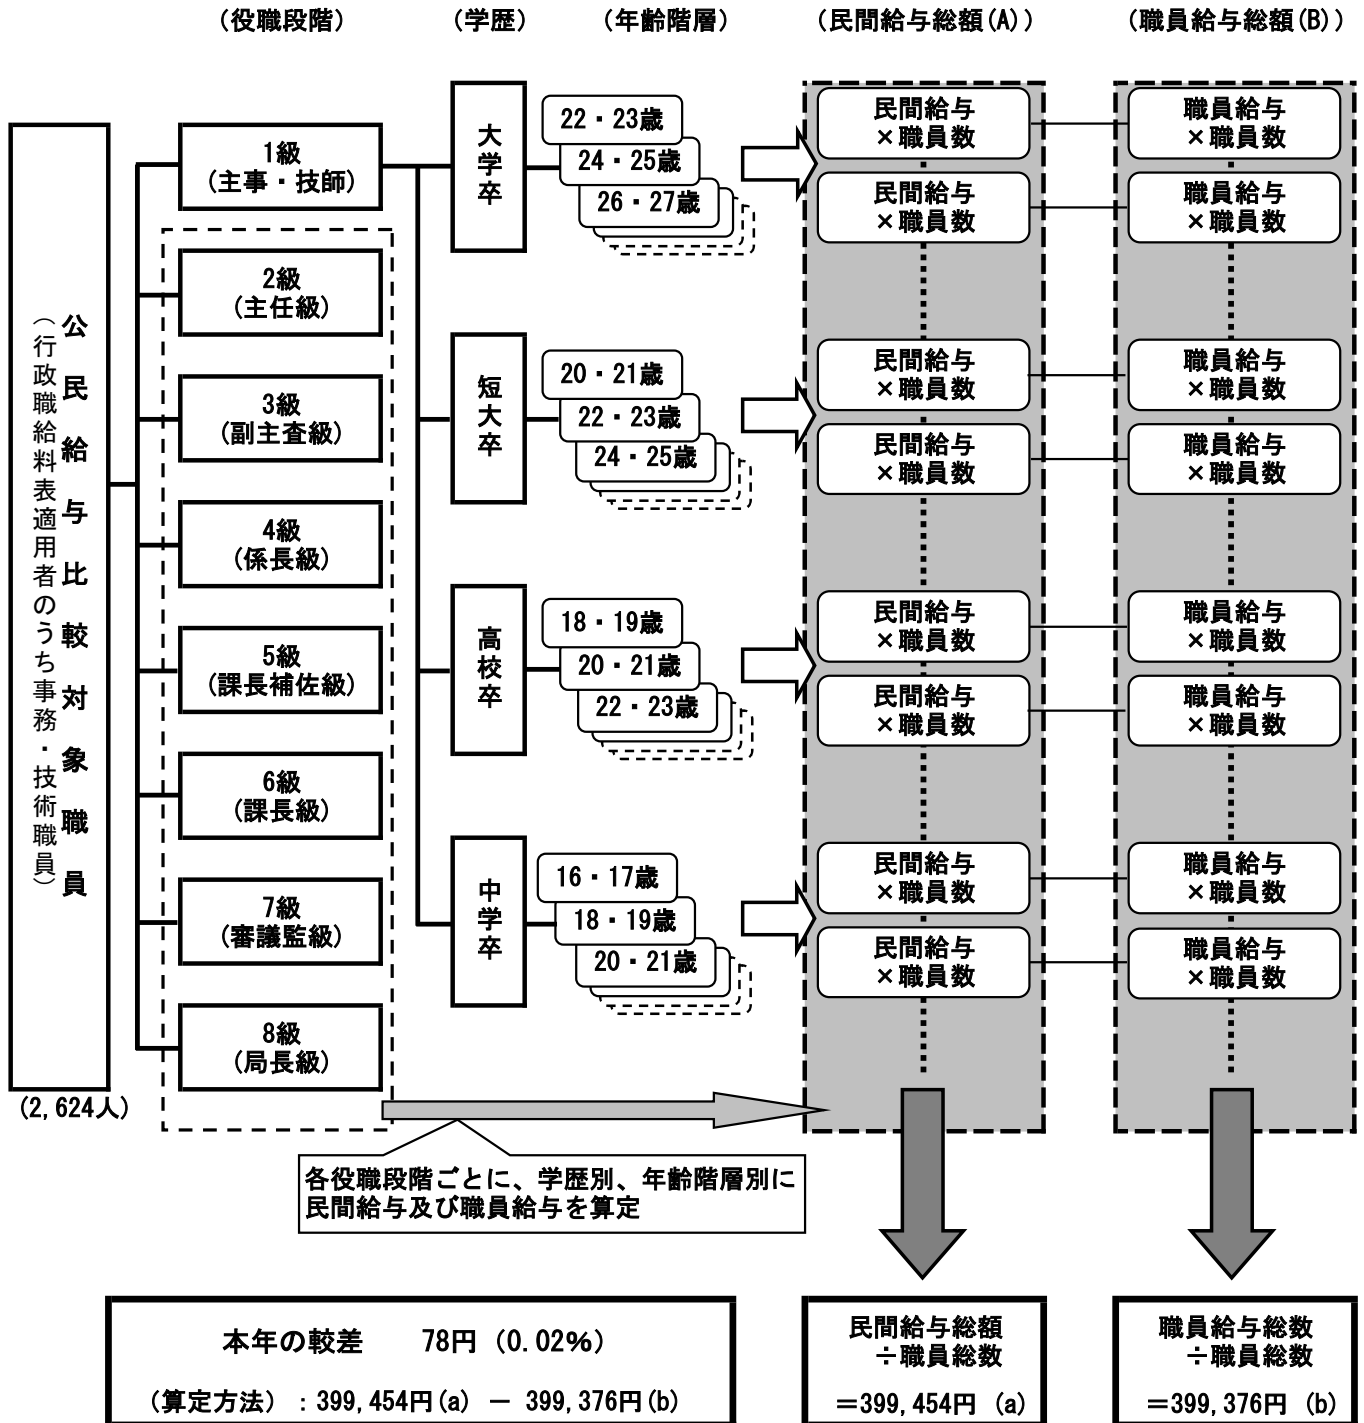 (役職段階)
(学歴)
(年齢階層)
(民間給与総額(A))
(職員給与総額(B))
公民給与比較対象職員
(行政職給料表適用者のうち事務・技術職員)
(2,624人)
1級
(主事・技師)
2級
(主任級)
3級
(副主査級)
4級
(係長級)
5級
(課長補佐級)
6級
(課長級)
7級
(審議監級)
8級
(局長級)
大学卒
22・23歳
24・25歳
26・27歳
短大卒
20・21歳
22・23歳
24・25歳
高校卒
18・19歳
20・21歳
22・23歳
中学卒
16・17歳
18・19歳
20・21歳
民間給与
×職員数
民間給与
×職員数
民間給与
×職員数
民間給与
×職員数
民間給与
×職員数
民間給与
×職員数
民間給与
×職員数
民間給与
×職員数
職員給与
×職員数
職員給与
×職員数
職員給与
×職員数
職員給与
×職員数
職員給与
×職員数
職員給与
×職員数
職員給与
×職員数
職員給与
×職員数
各役職段階ごとに、学歴別、年齢階層別に
民間給与及び職員給与を算定
本年の較差 78円(0.02%)
(算定方法):399,454円(a) － 399,376円(b)
民間給与総額
÷職員総数
＝399,454円 (a)
職員給与総数
÷職員総数
＝399,376円 (b)